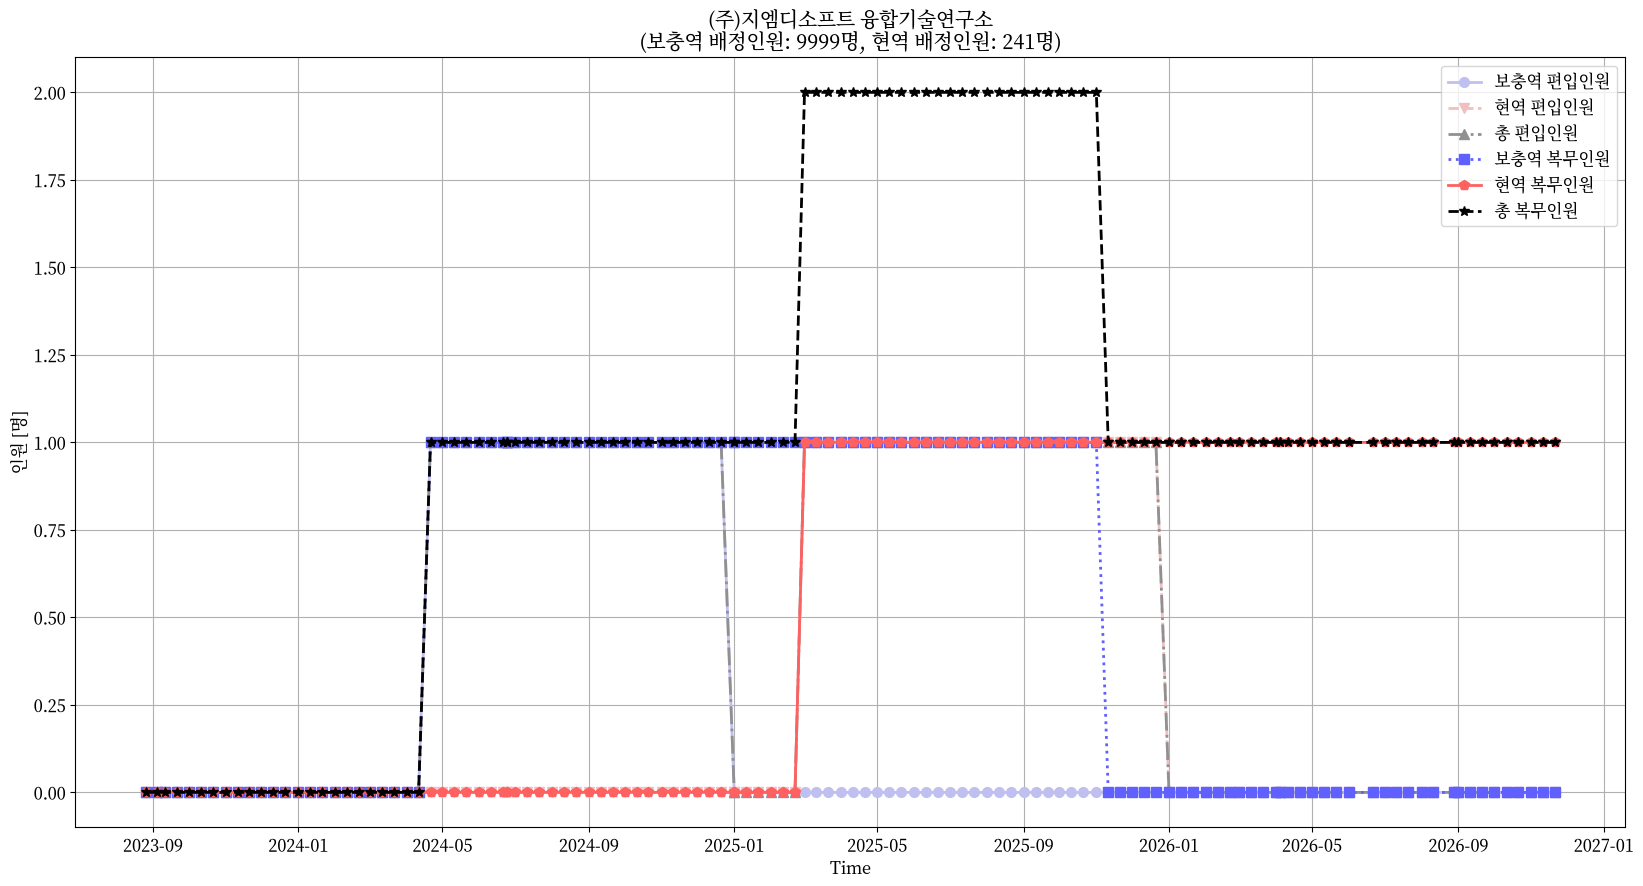 (주)지엠디소프트 융합기술연구소
(보충역 배정인원: 9999명, 현역 배정인원: 241명)
보충역 편입인원
현역 편입인원
총 편입인원
보충역 복무인원
현역 복무인원
총 복무인원
인원 [명]
2.00
1.75
1.50
1.25
1.00
0.75
0.50
0.25
0.00
2023-09
2024-01
2024-05
2024-09
2025-01
2025-05
2025-09
2026-01
2026-05
2026-09
2027-01
Time